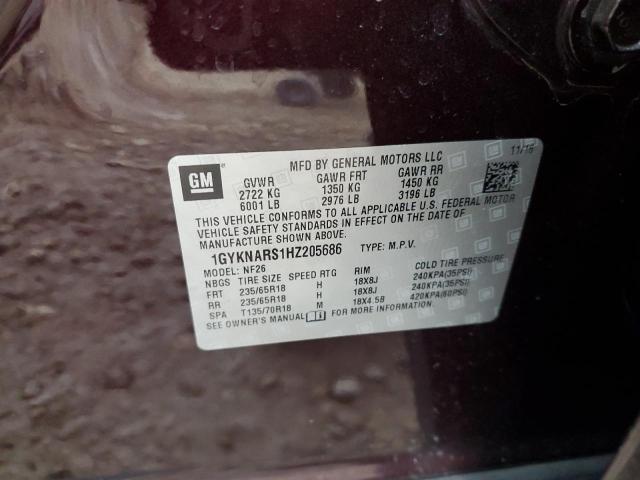 GM
MFD BY GENERAL MOTORS LLC
11/16
GVWR GAWR FRT GAWR RR
2722 KG 1350 KG 1450 KG
6001 LB 2976 LB 3196 LB
THIS VEHICLE CONFORMS TO ALL APPLICABLE U.S. FEDERAL MOTOR
VEHICLE SAFETY STANDARDS IN EFFECT ON THE DATE OF
MANUFACTURE SHOWN ABOVE.
1GYKNARS1HZ205686 TYPE: M.P.V.
MODEL: NF26
NBGS TIRE SIZE SPEED RTG RIM COLD TIRE PRESSURE
FRT 235/65R18 H 18X8J 240KPA(35PSI)
RR 235/65R18 H 18X8J 240KPA(35PSI)
SPA T135/70R18 M 18X4.5B 420KPA(60PSI)
SEE OWNER'S MANUAL FOR MORE INFORMATION.